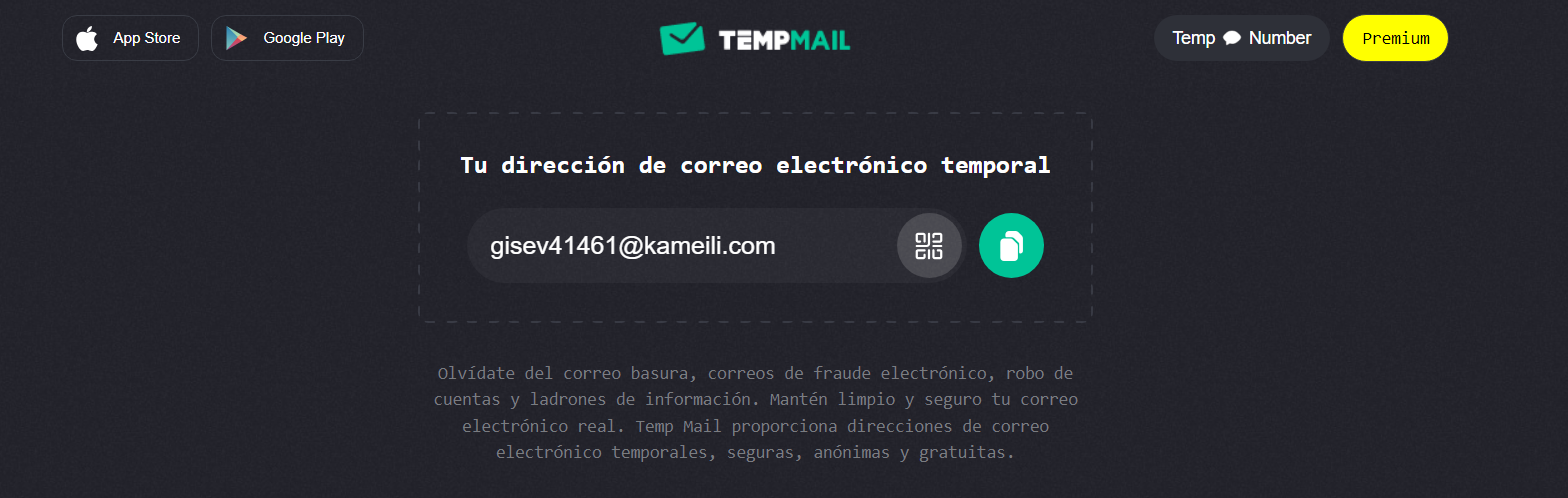 App Store
Google Play
TEMPMAIL
Temp Number
Premium
Tu dirección de correo electrónico temporal
gisev41461@kameili.com
Olvídate del correo basura, correos de fraude electrónico, robo de
cuentas y ladrones de información. Mantén limpio y seguro tu correo
electrónico real. Temp Mail proporciona direcciones de correo
electrónico temporales, seguras, anónimas y gratuitas.